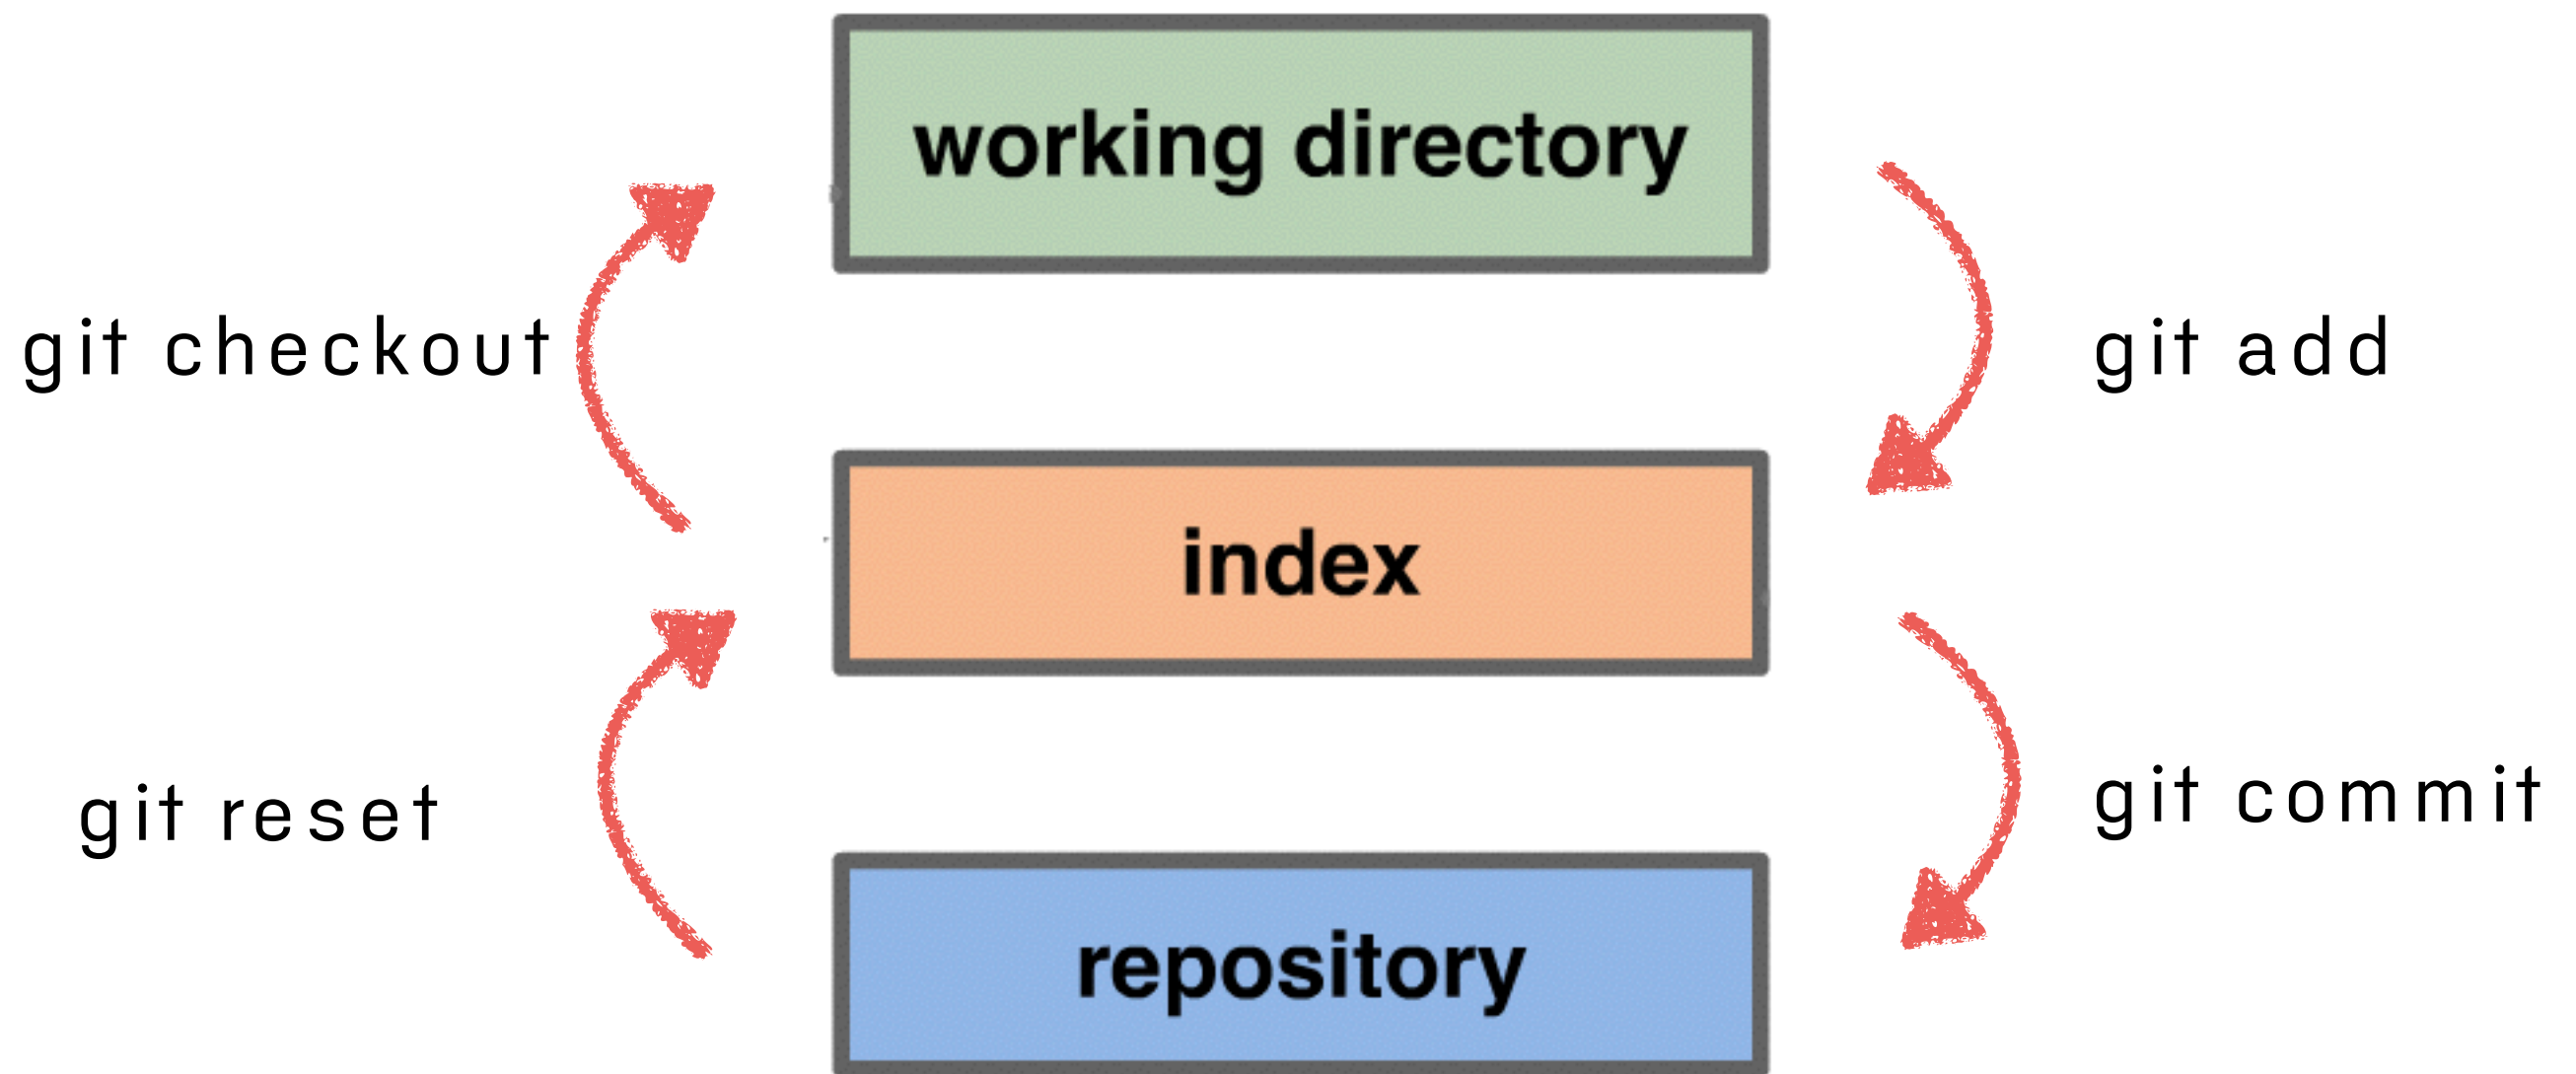 working directory
git checkout
git add
index
git reset
git commit
repository